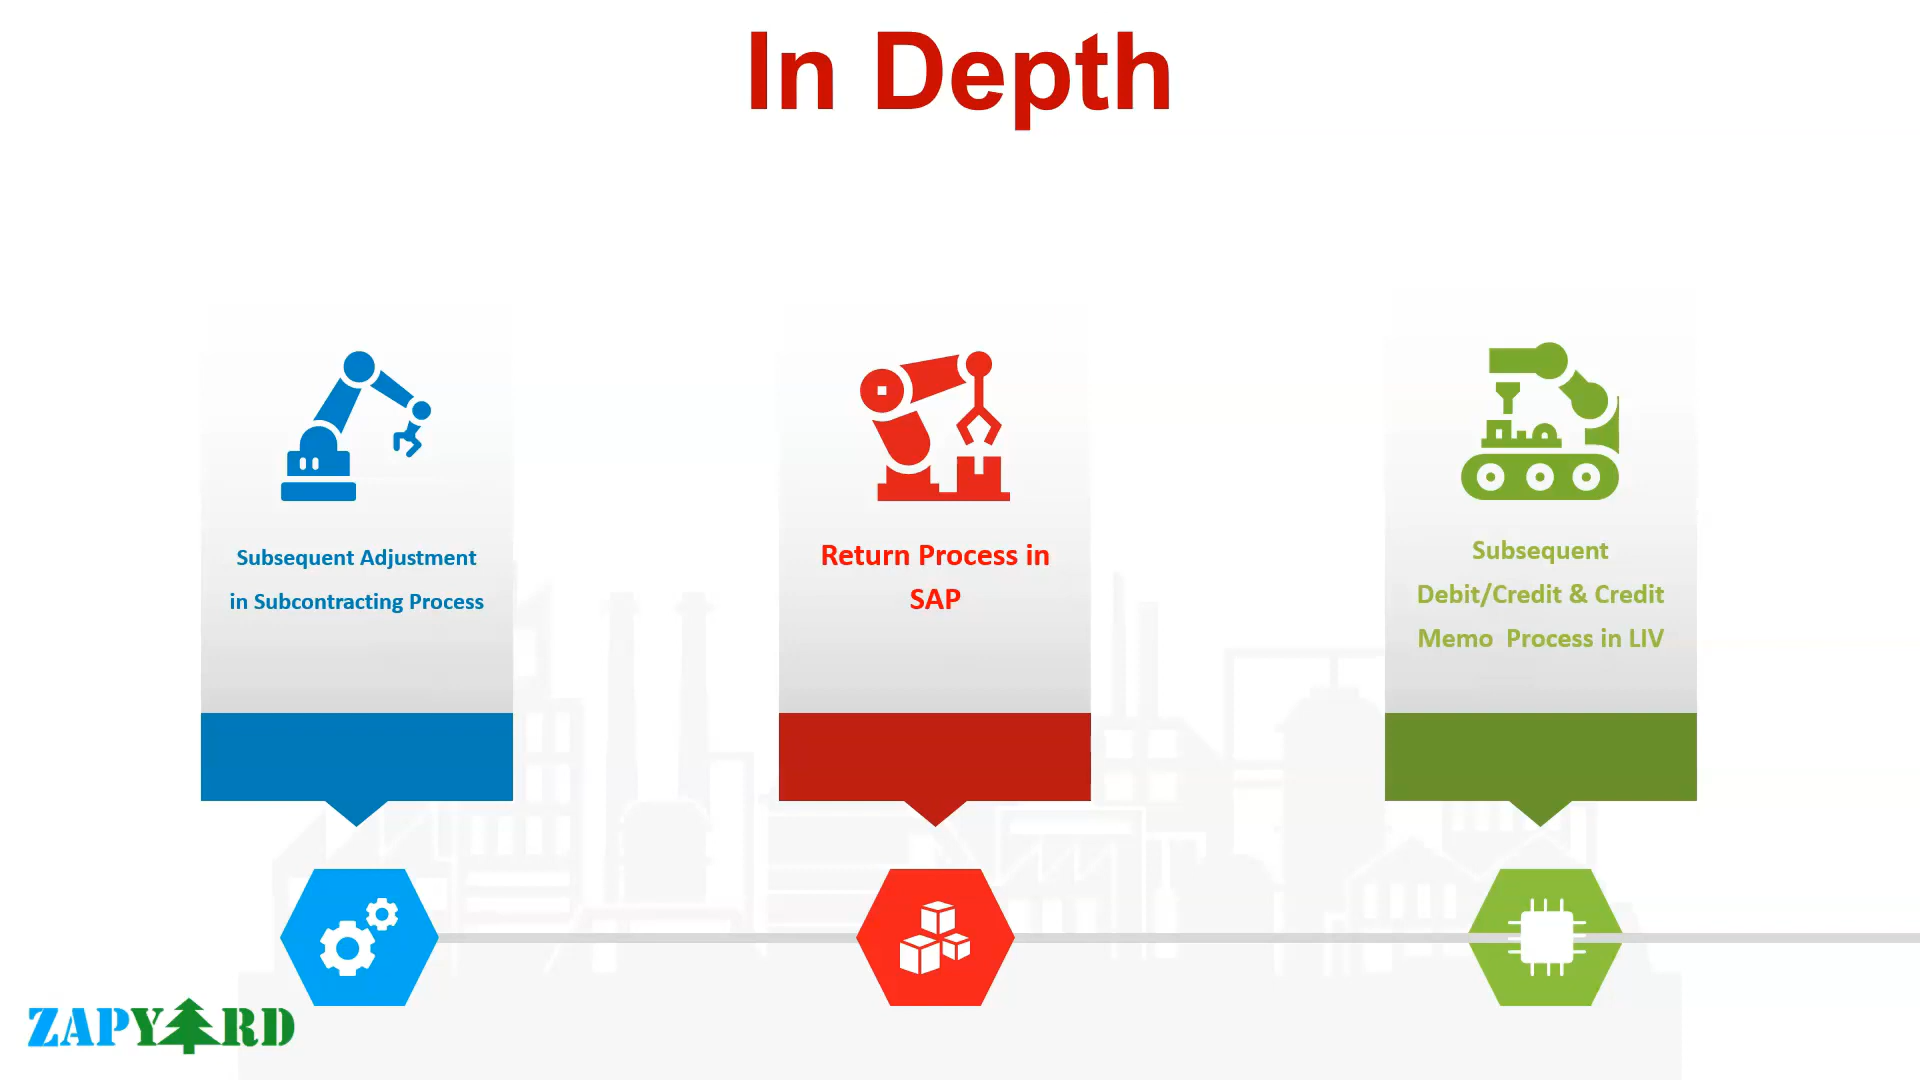 In Depth
Subsequent Adjustment
in Subcontracting Process
Return Process in
SAP
Subsequent
Debit/Credit & Credit
Memo Process in LIV
ZAPYARD